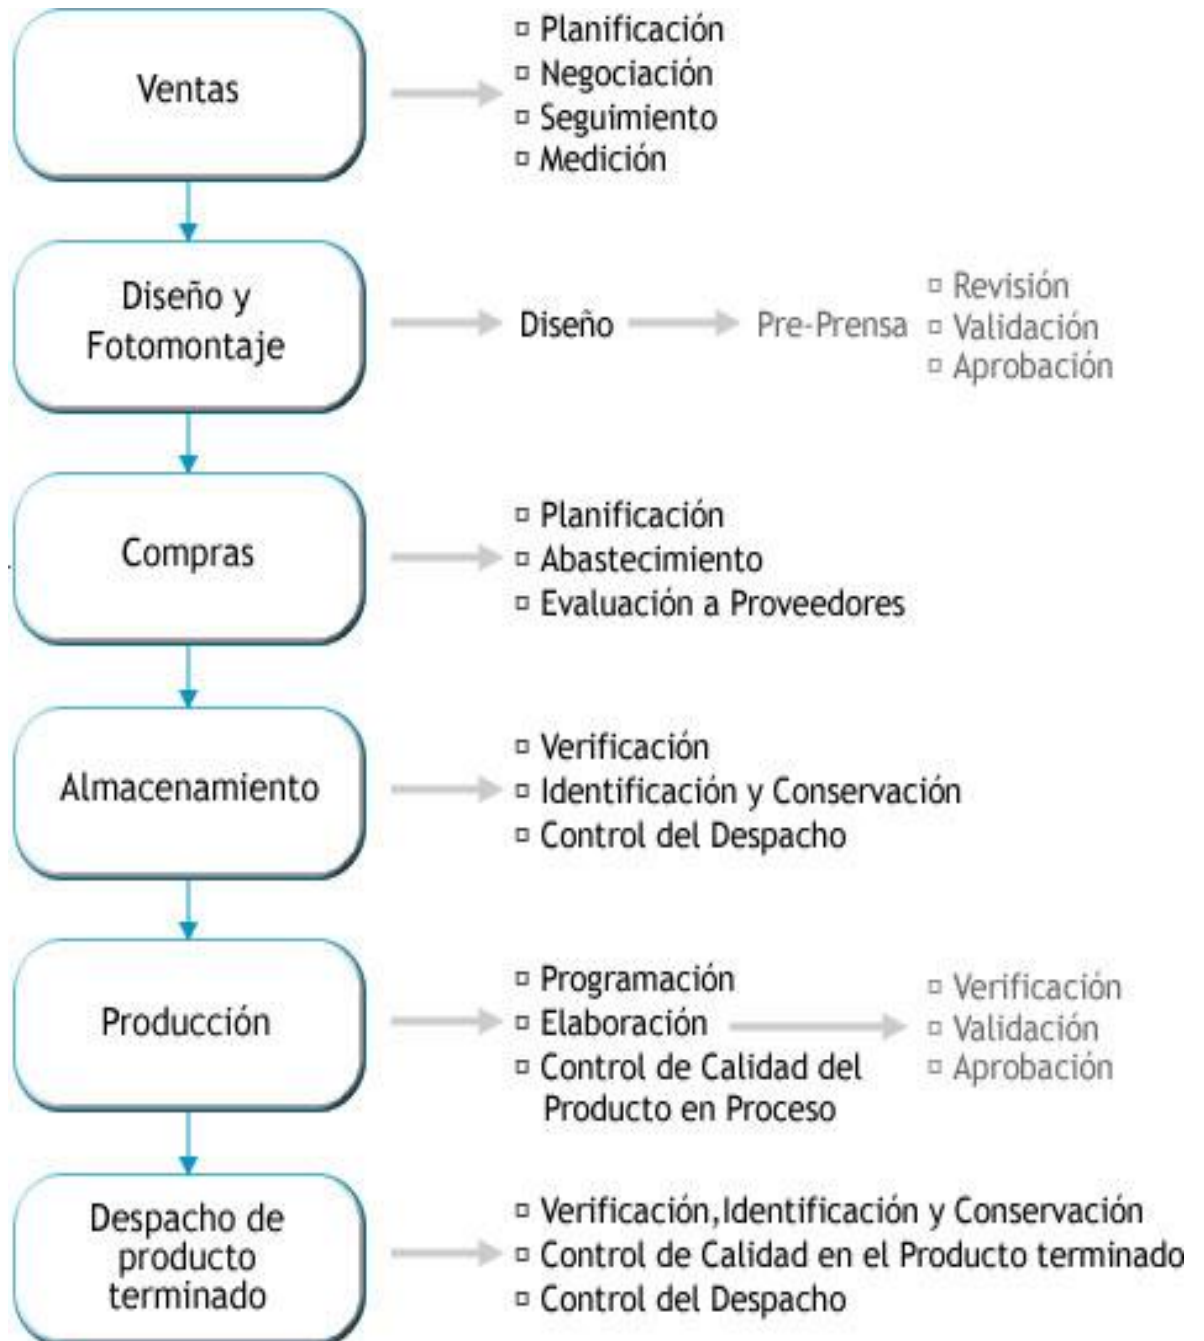 Ventas
Planificación
Negociación
Seguimiento
Medición
Diseño y
Fotomontaje
Diseño
Pre-Prensa
Revisión
Validación
Aprobación
Compras
Planificación
Abastecimiento
Evaluación a Proveedores
Almacenamiento
Verificación
Identificación y Conservación
Control del Despacho
Producción
Programación
Elaboración
Control de Calidad del
Producto en Proceso
Verificación
Validación
Aprobación
Despacho de
producto
terminado
Verificación,Identificación y Conservación
Control de Calidad en el Producto terminado
Control del Despacho